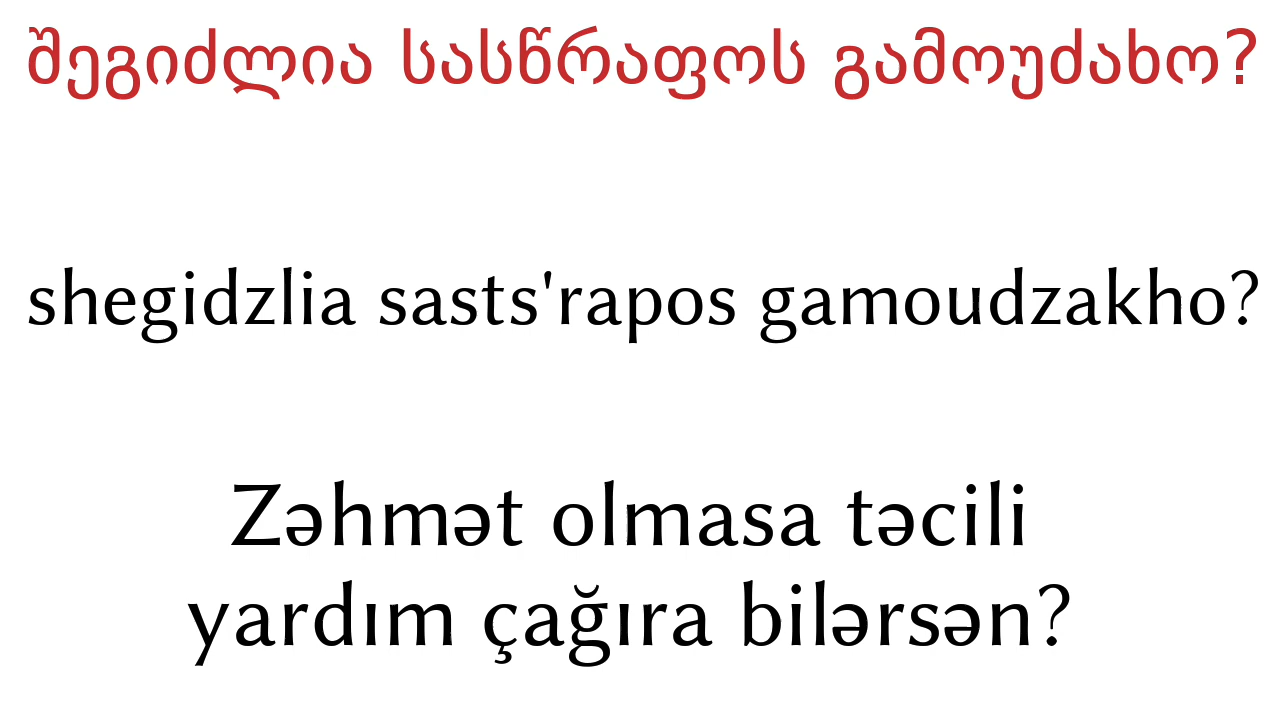 შეგიძლია სასწრაფოს გამოუძახო?
shegidzlia sasts'rapos gamoudzakho?
Zəhmət olmasa təcili
yardım çağıra bilərsən?